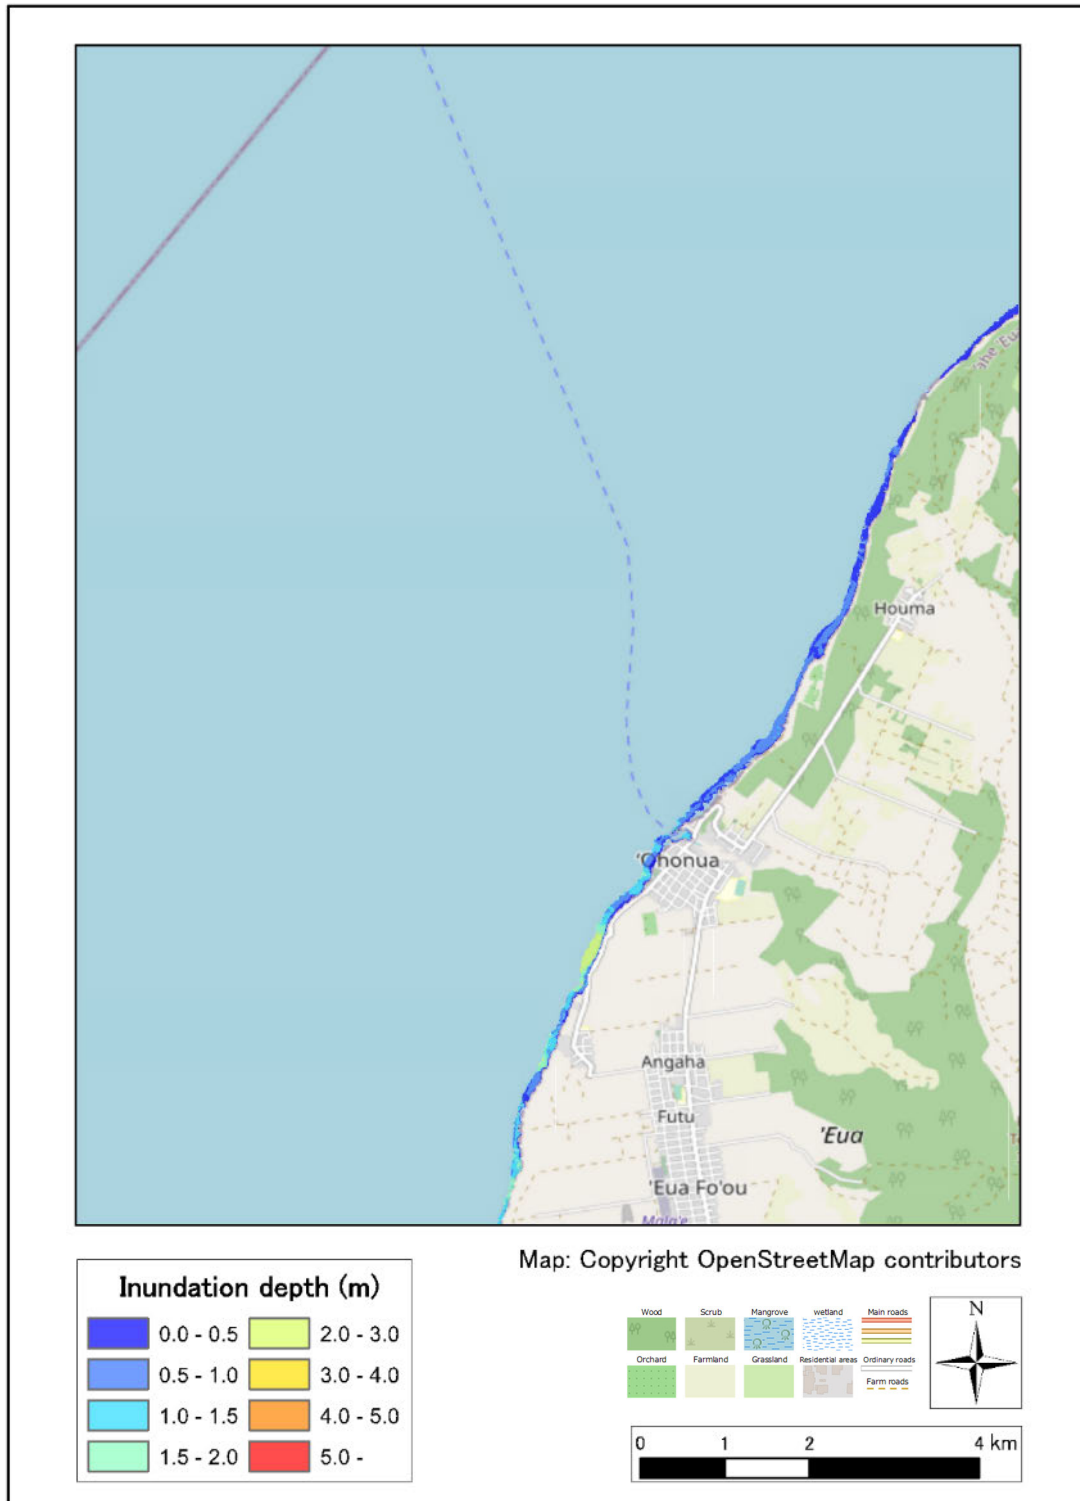 'ahe 'Eu
Houma
'Ohonua
Angaha
Futu
'Eua
'Eua Fo'ou
Mala'e
Map: Copyright OpenStreetMap contributors
Inundation depth (m)
0.0 - 0.5
2.0 - 3.0
0.5 - 1.0
3.0 - 4.0
1.0 - 1.5
4.0 - 5.0
1.5 - 2.0
5.0 -
Wood Scrub Mangrove wetland Main roads
Orchard Farmland Grassland Residential areas Ordinary roads
Farm roads
N
0 1 2 4 km